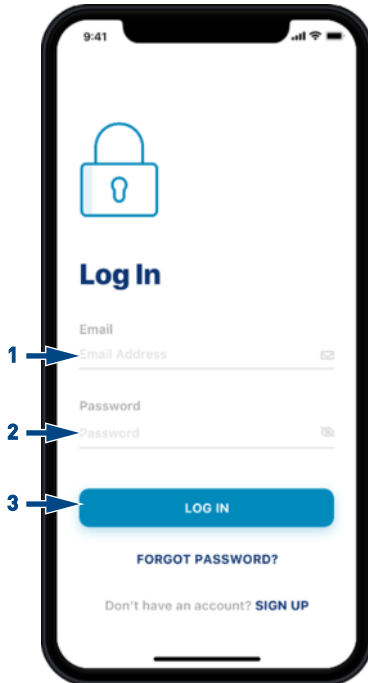 9:41
Log In
Email
1 Email Address
Password
2 Password
3 LOG IN
FORGOT PASSWORD?
Don't have an account? SIGN UP